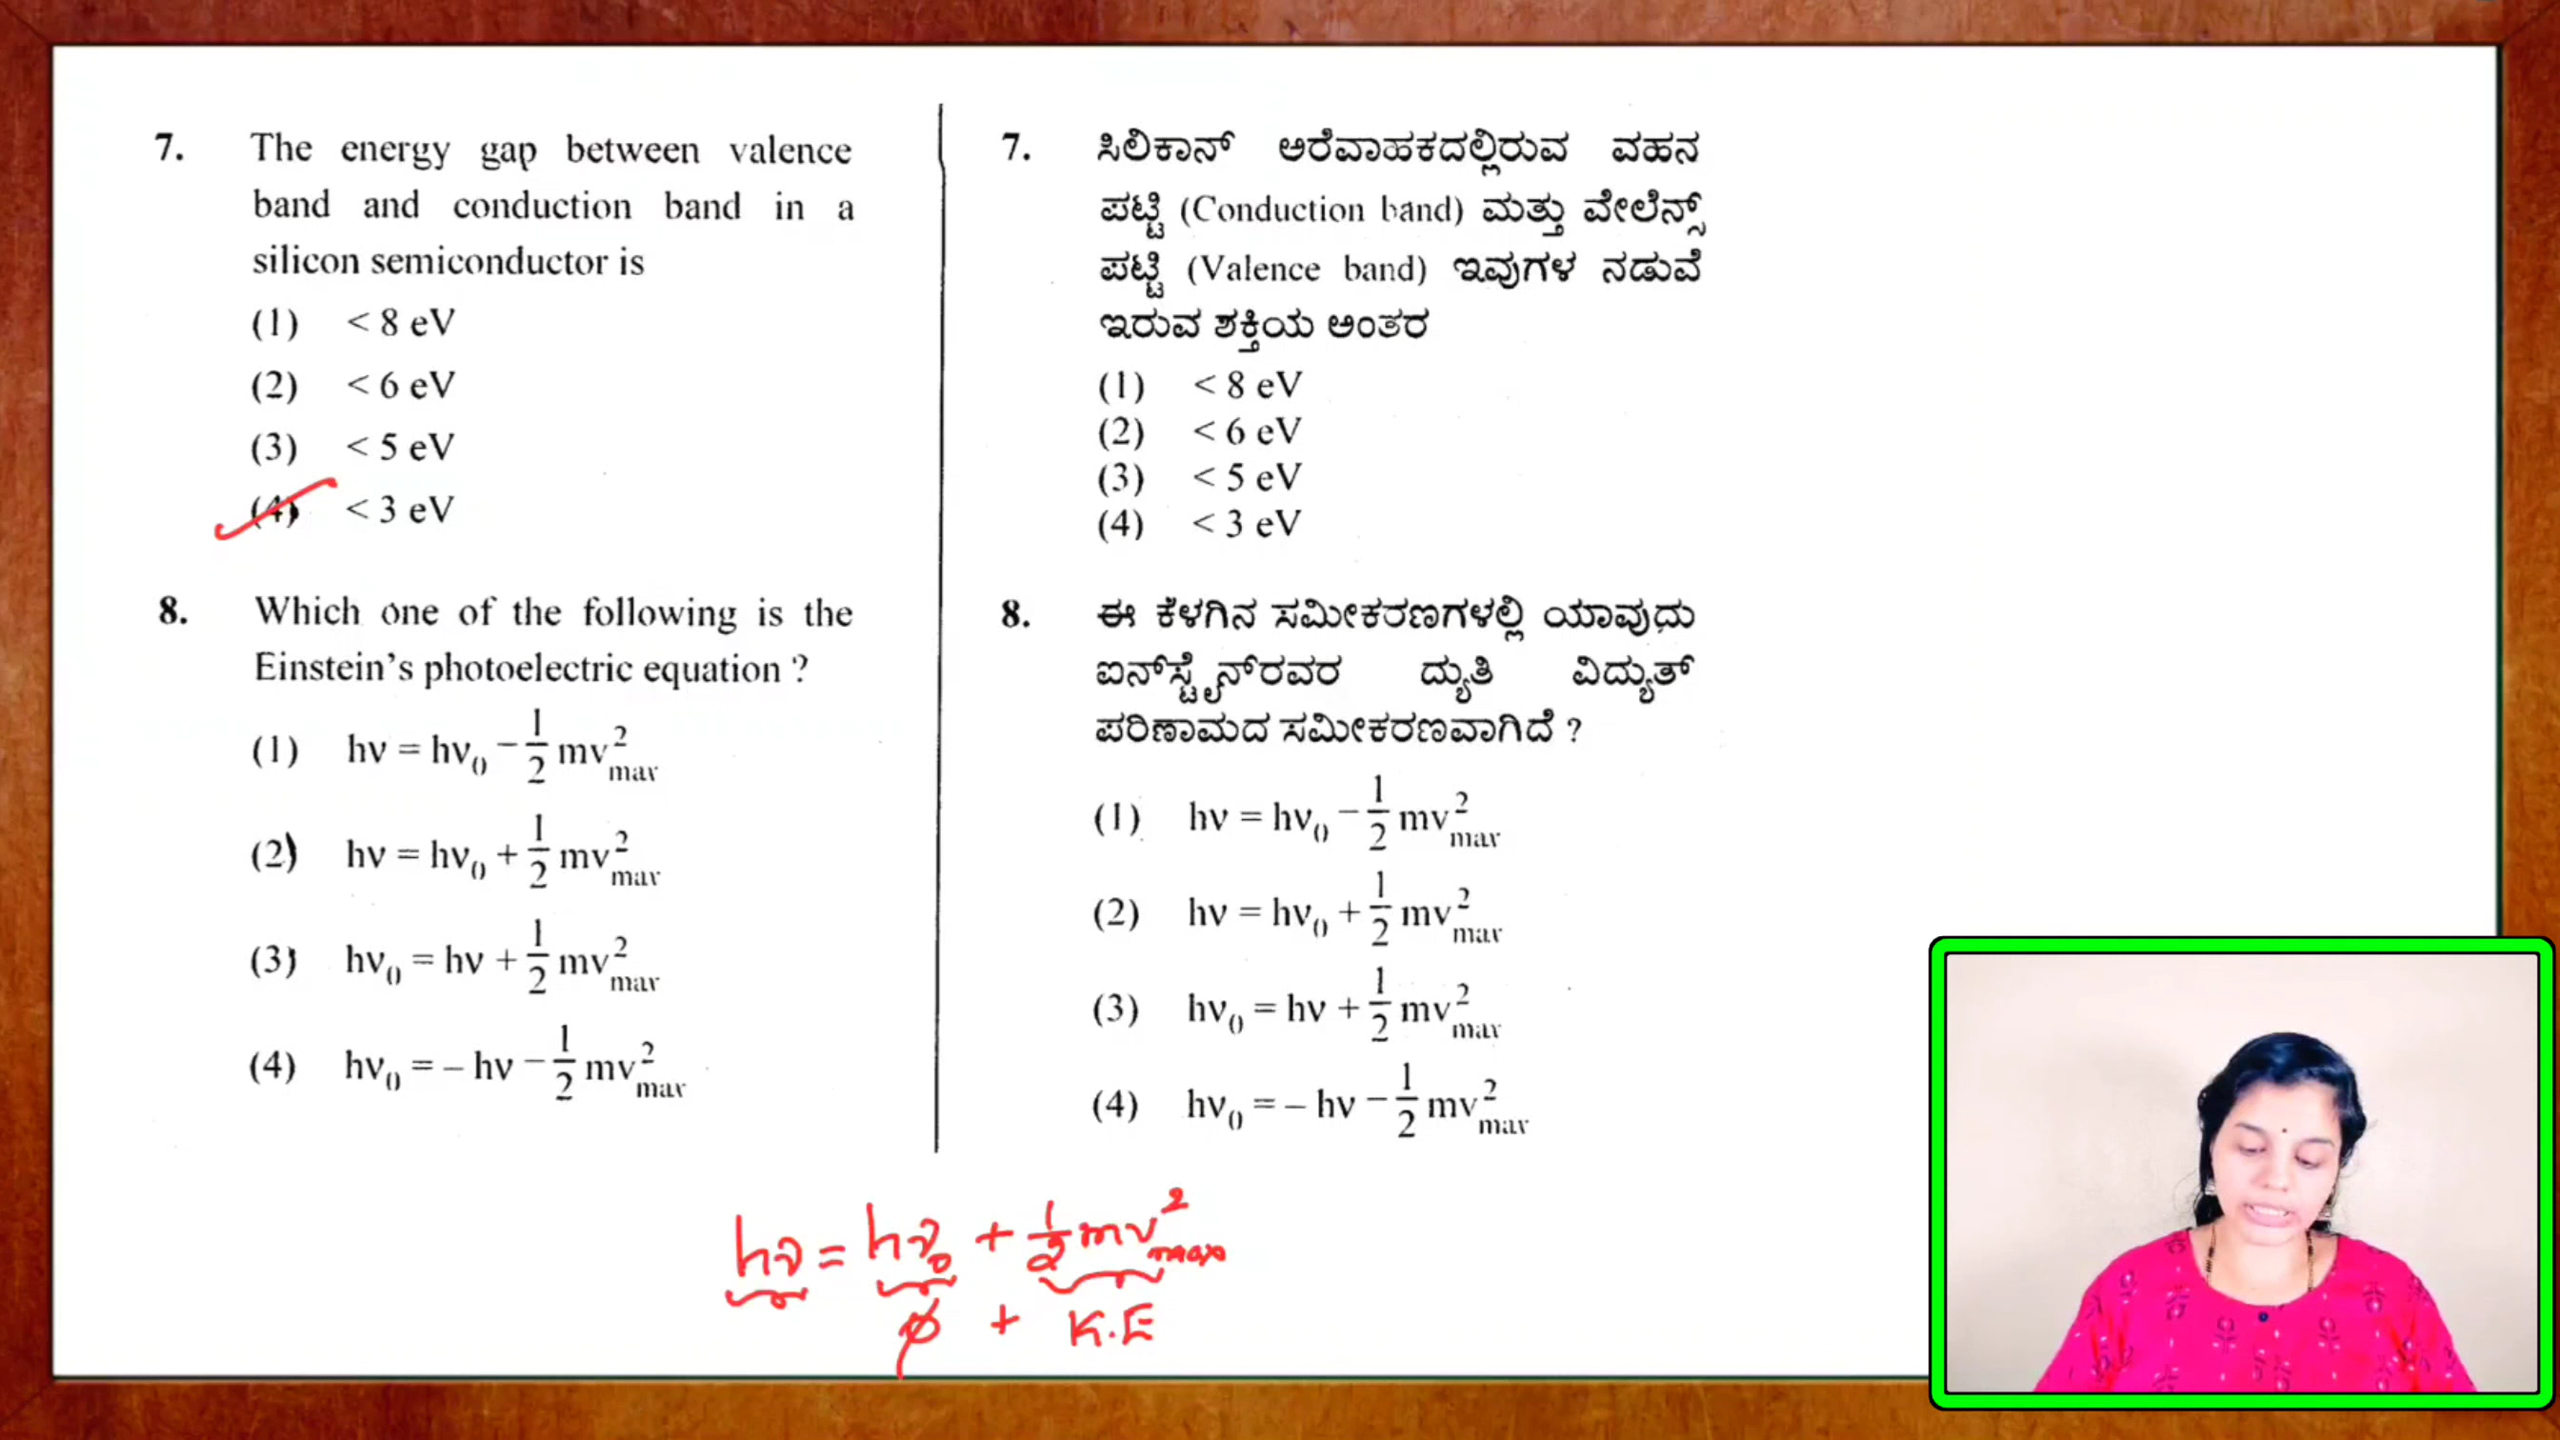 7. The energy gap between valence
band and conduction band in a
silicon semiconductor is
(1) < 8 eV
(2) < 6 eV
(3) < 5 eV
(4) < 3 eV
8. Which one of the following is the
Einstein's photoelectric equation ?
(1) hν = hν₀ − 1/2 mv²max
(2) hν = hν₀ + 1/2 mv²max
(3) hν₀ = hν + 1/2 mv²max
(4) hν₀ = – hν − 1/2 mv²max
7. ಸಿಲಿಕಾನ್ ಅರೆವಾಹಕದಲ್ಲಿರುವ ವಹನ
ಪಟ್ಟಿ (Conduction band) ಮತ್ತು ವೇಲೆನ್ಸ್
ಪಟ್ಟಿ (Valence band) ಇವುಗಳ ನಡುವೆ
ಇರುವ ಶಕ್ತಿಯ ಅಂತರ
(1) < 8 eV
(2) < 6 eV
(3) < 5 eV
(4) < 3 eV
8. ಈ ಕೆಳಗಿನ ಸಮೀಕರಣಗಳಲ್ಲಿ ಯಾವುದು
ಐನ್‌ಸ್ಟೈನ್‌ರವರ ದ್ಯುತಿ ವಿದ್ಯುತ್
ಪರಿಣಾಮದ ಸಮೀಕರಣವಾಗಿದೆ ?
(1) hν = hν₀ − 1/2 mv²max
(2) hν = hν₀ + 1/2 mv²max
(3) hν₀ = hν + 1/2 mv²max
(4) hν₀ = – hν − 1/2 mv²max
hν = hν₀ + 1/2 mv²max
φ + K.E